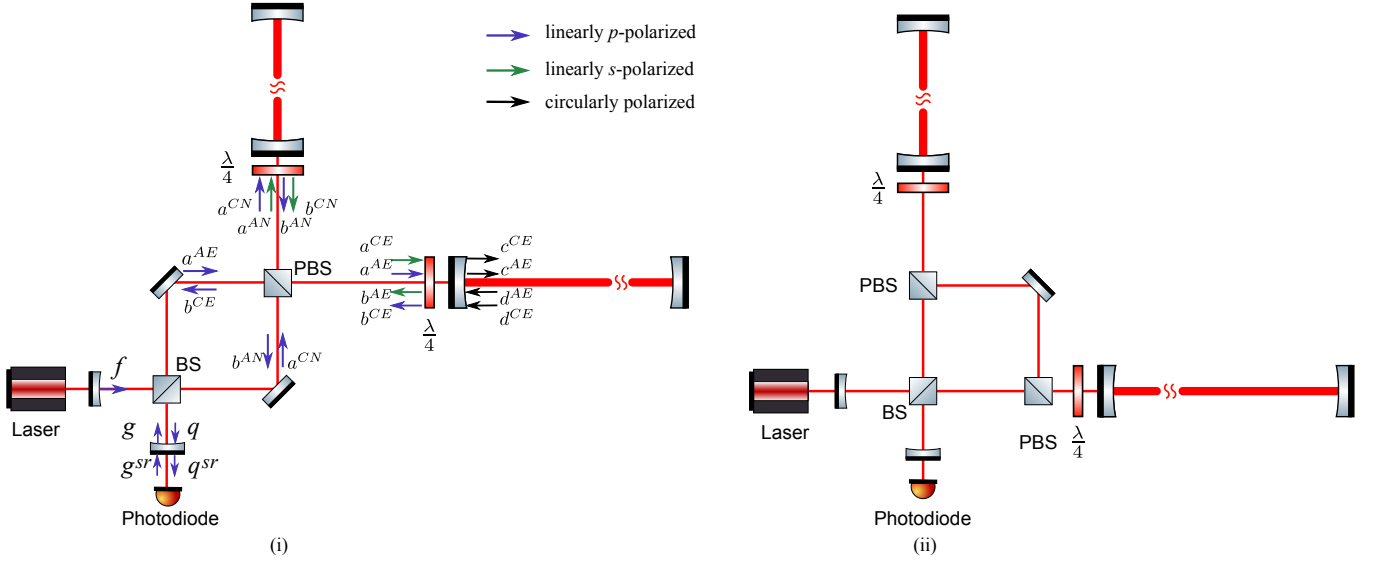 linearly p-polarized
linearly s-polarized
circularly polarized
λ/4
a^{CN}
b^{CN}
a^{AN}
b^{AN}
a^{AE}
b^{CE}
PBS
a^{CE}
a^{AE}
b^{AE}
b^{CE}
c^{CE}
c^{AE}
d^{AE}
d^{CE}
λ/4
b^{AN}
a^{CN}
f
BS
Laser
g
q
g^{sr}
q^{sr}
Photodiode
(i)
λ/4
PBS
BS
Laser
PBS
λ/4
Photodiode
(ii)